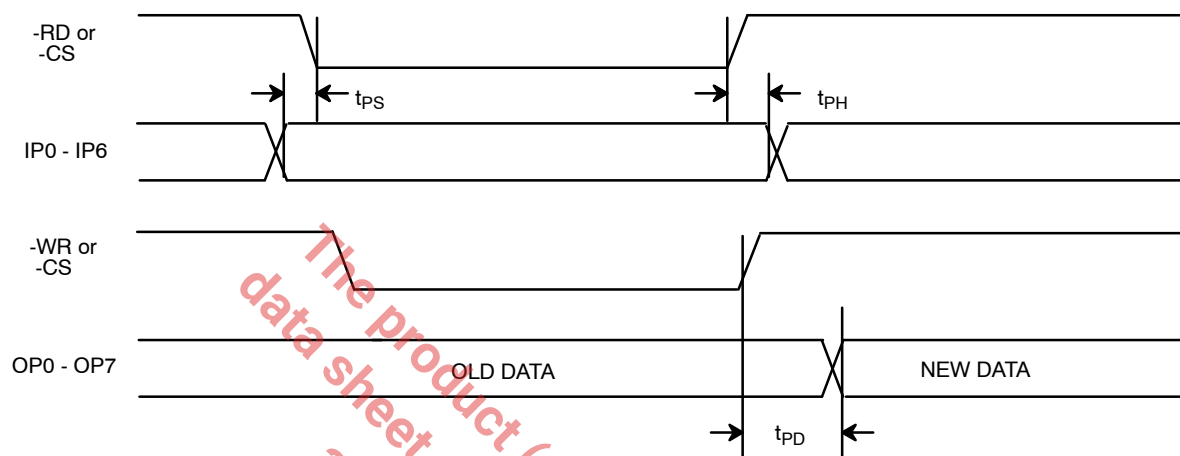 -RD or
-CS
tPS
tPH
IP0 - IP6
-WR or
-CS
OP0 - OP7
OLD DATA
NEW DATA
tPD
The product (
data sheet